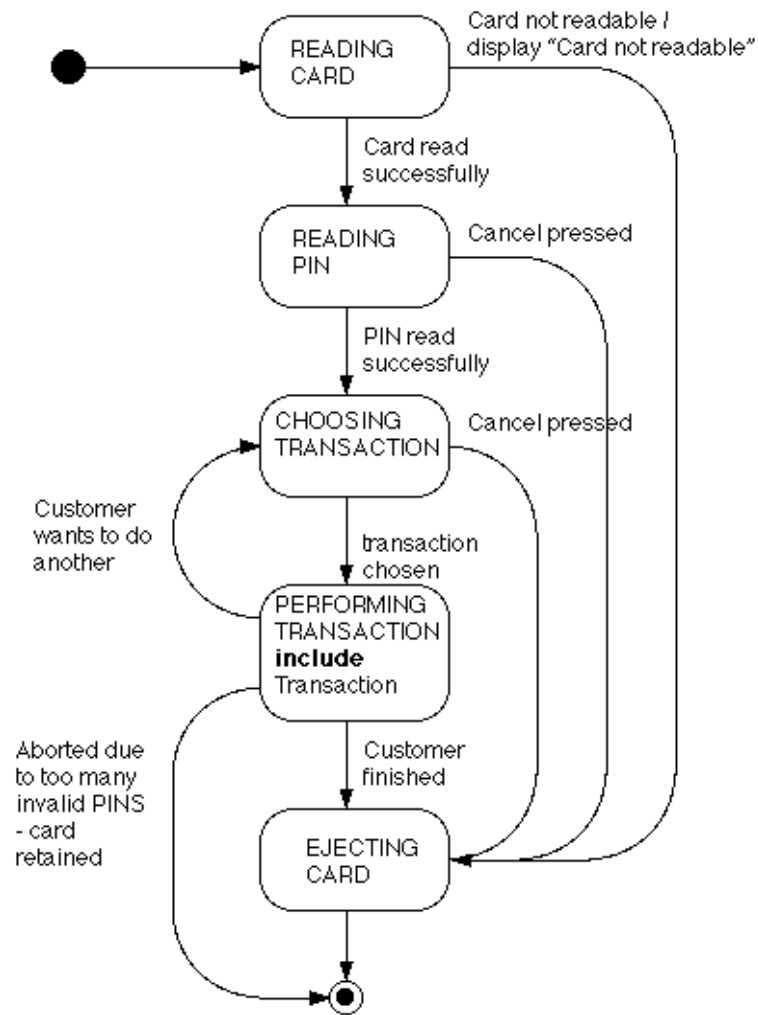 Card not readable /
display “Card not readable”
READING
CARD
Card read
successfully
READING
PIN
Cancel pressed
PIN read
successfully
CHOOSING
TRANSACTION
Cancel pressed
Customer
wants to do
another
transaction
chosen
PERFORMING
TRANSACTION
include
Transaction
Aborted due
to too many
invalid PINS
- card
retained
Customer
finished
EJECTING
CARD